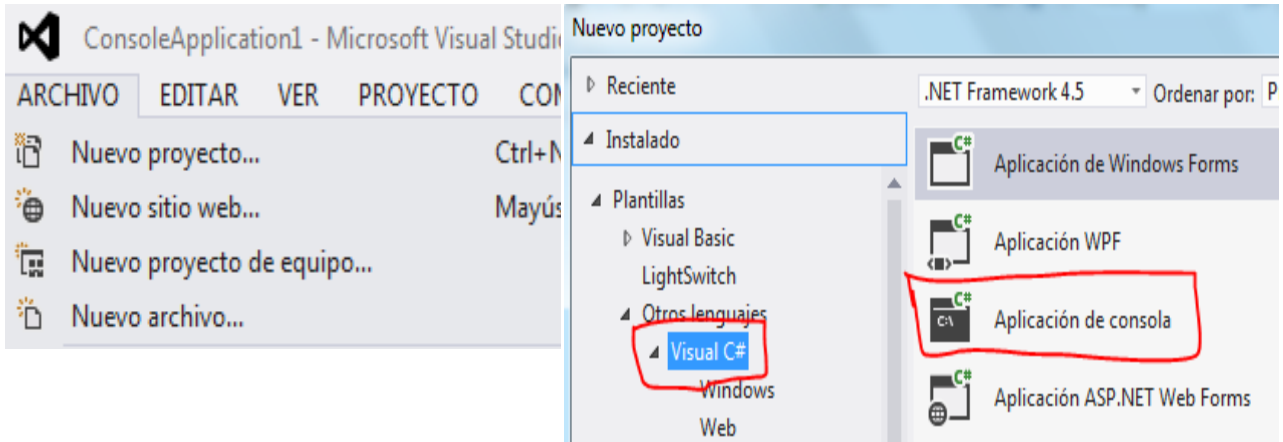 ConsoleApplication1 - Microsoft Visual Studi
ARCHIVO EDITAR VER PROYECTO
Nuevo proyecto... Ctrl+N
Nuevo sitio web... Mayús
Nuevo proyecto de equipo...
Nuevo archivo...
Nuevo proyecto
Reciente
Instalado
Plantillas
Visual Basic
LightSwitch
Otros lenguajes
Visual C#
Windows
Web
.NET Framework 4.5 Ordenar por: P
C# Aplicación de Windows Forms
C# Aplicación WPF
C# C:\ Aplicación de consola
C# Aplicación ASP.NET Web Forms